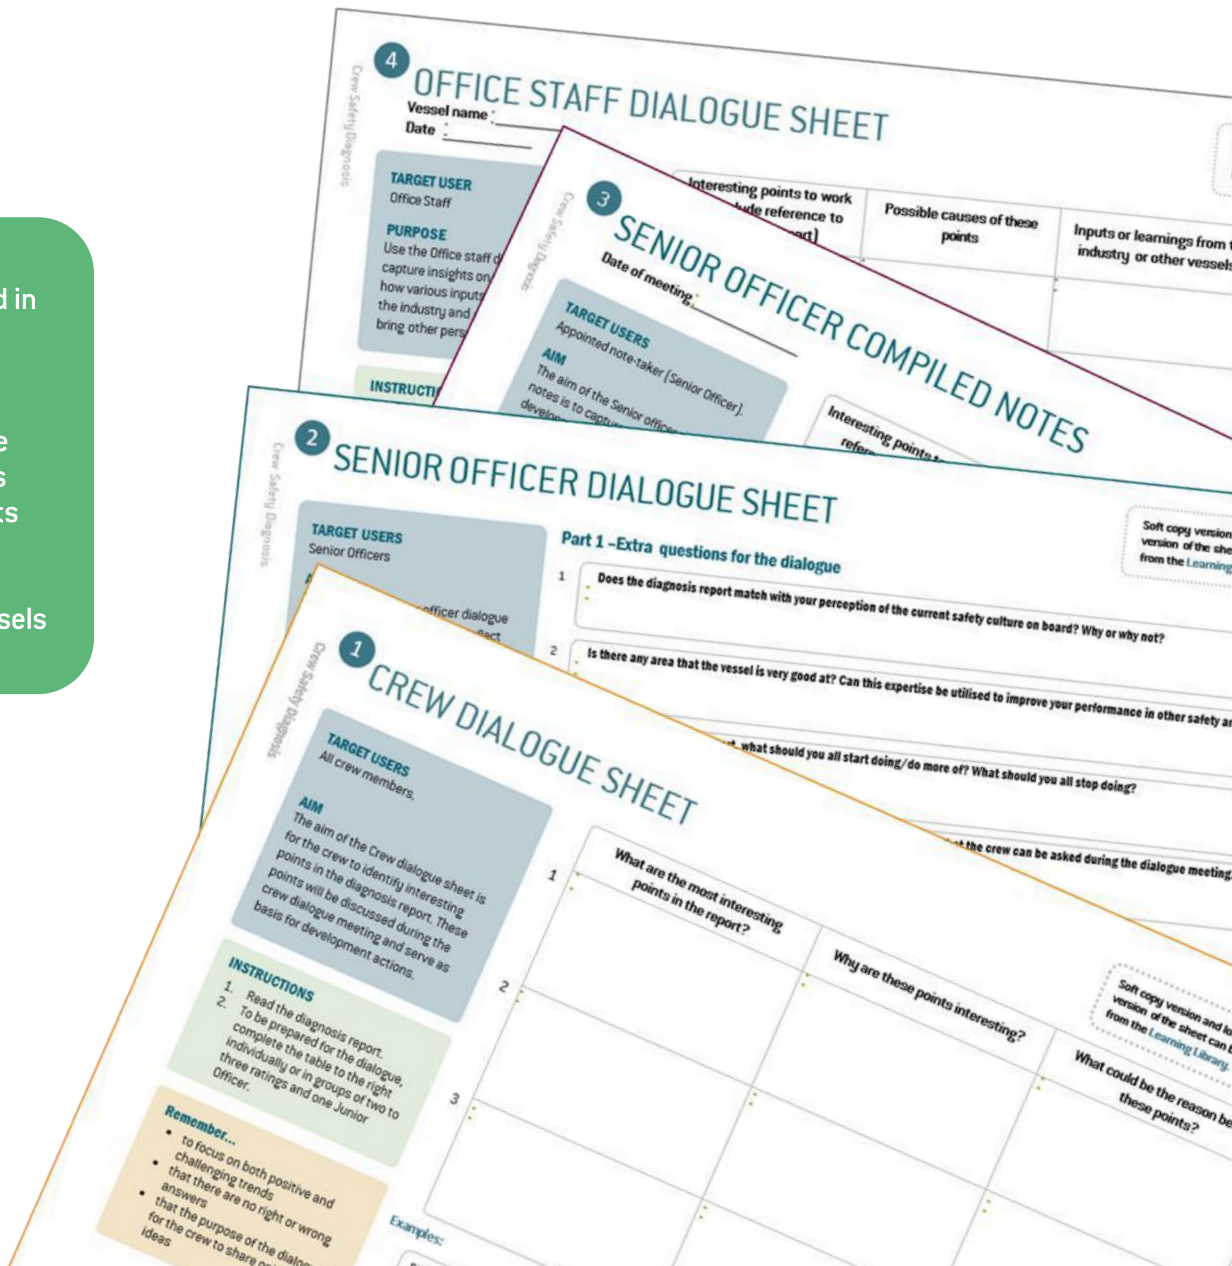 d in
e
s
ts
sels
4
OFFICE STAFF DIALOGUE SHEET
Crew Safety Diagnosis
Vessel name :
Date :
TARGET USER
Office Staff
PURPOSE
Use the Office staff d
capture insights on
how various inputs
the industry and
bring other pers
INSTRUCTI
Interesting points to work
ude reference to
ort)
Possible causes of these
points
Inputs or learnings from t
industry or other vessels
3
SENIOR OFFICER COMPILED NOTES
Crew Safety Diagnosis
Date of meeting:
TARGET USERS
Appointed note-taker (Senior Officer).
AIM
The aim of the Senior office
notes is to captur
develop
Interesting points t
refer
2
SENIOR OFFICER DIALOGUE SHEET
Crew Safety Diagnosis
TARGET USERS
Senior Officers
A
officer dialogue
flect
Part 1 –Extra questions for the dialogue
1
Does the diagnosis report match with your perception of the current safety culture on board? Why or why not?
2
Is there any area that the vessel is very good at? Can this expertise be utilised to improve your performance in other safety ar
what should you all start doing/do more of? What should you all stop doing?
t the crew can be asked during the dialogue meeting
Soft copy version
version of the she
from the Learning
1
CREW DIALOGUE SHEET
Crew Safety Diagnosis
TARGET USERS
All crew members.
AIM
The aim of the Crew dialogue sheet is
for the crew to identify interesting
points in the diagnosis report. These
points will be discussed during the
crew dialogue meeting and serve as
basis for development actions.
INSTRUCTIONS
1. Read the diagnosis report.
2. To be prepared for the dialogue,
complete the table to the right
individually or in groups of two to
three ratings and one Junior
Officer.
Remember...
• to focus on both positive and
challenging trends
• that there are no right or wrong
answers
• that the purpose of the dialog
for the crew to share
ideas
1
What are the most interesting
points in the report?
Why are these points interesting?
What could be the reason be
these points?
2
3
Soft copy version and
version of the sheet can b
from the Learning Library.
Examples: